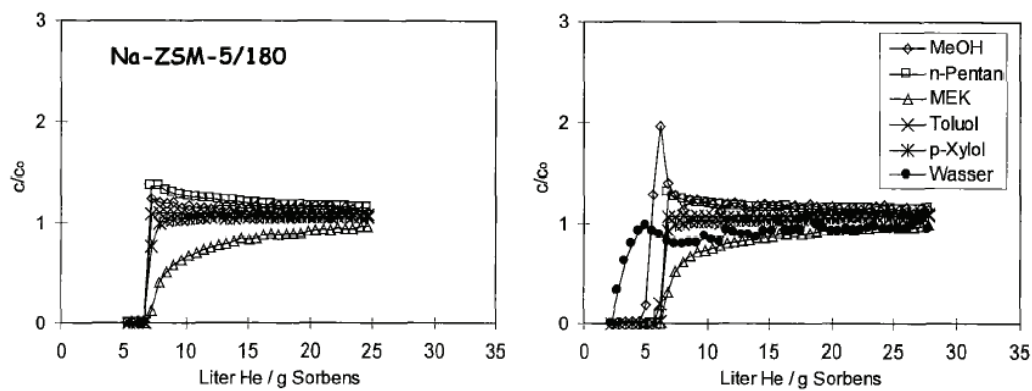 3
2
1
0
c/c₀
Na-ZSM-5/180
0 5 10 15 20 25 30 35
Liter He / g Sorbens
3
2
1
0
c/c₀
MeOH
n-Pentan
MEK
Toluol
p-Xylol
Wasser
0 5 10 15 20 25 30 35
Liter He / g Sorbens